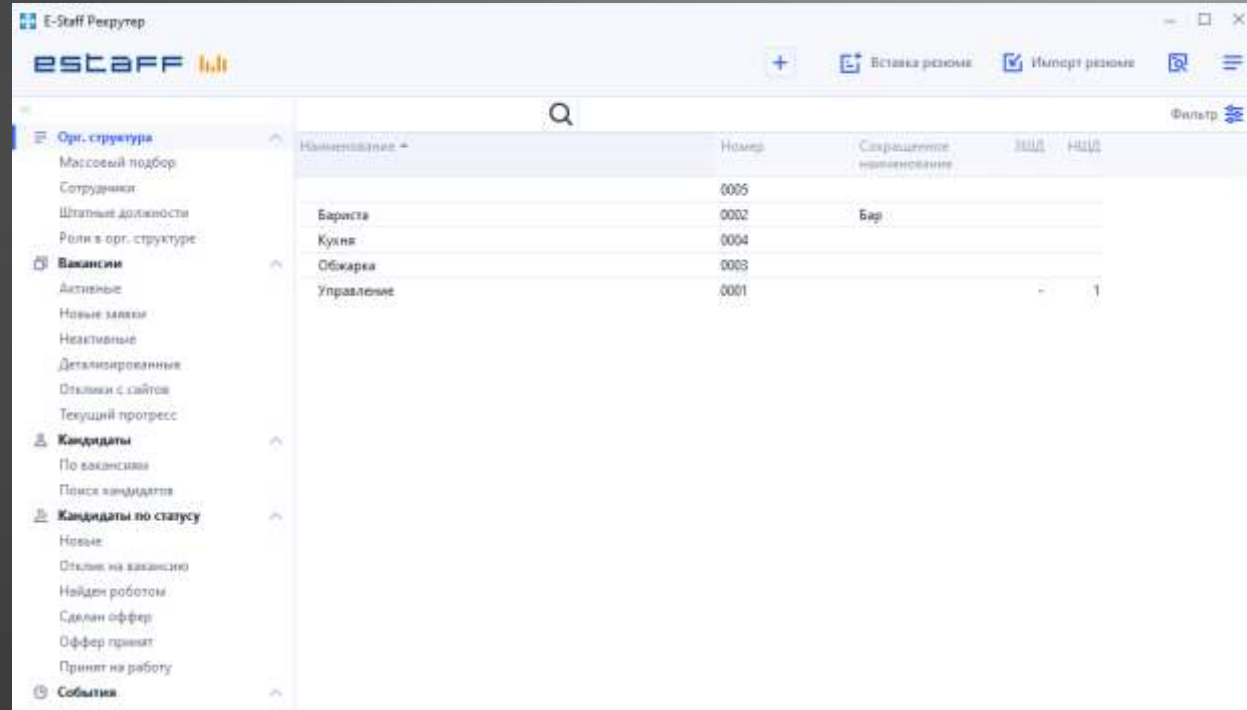 E-Staff Рекрутер
estaff
Вставка резюме
Импорт резюме
Фильтр
Орг. структура
Массовый подбор
Сотрудники
Штатные должности
Роли в орг. структуре
Вакансии
Активные
Новые заявки
Неактивные
Детализированные
Отклики с сайтов
Текущий прогресс
Кандидаты
По вакансиям
Поиск кандидатов
Кандидаты по статусу
Новые
Отклик на вакансию
Найден роботом
Сделан оффер
Оффер принят
Принят на работу
События
Наименование Номер Сокращенное наименование НШД
0005
Бариста 0002 Бар
Кухня 0004
Обжарка 0003
Управление 0001 - 1